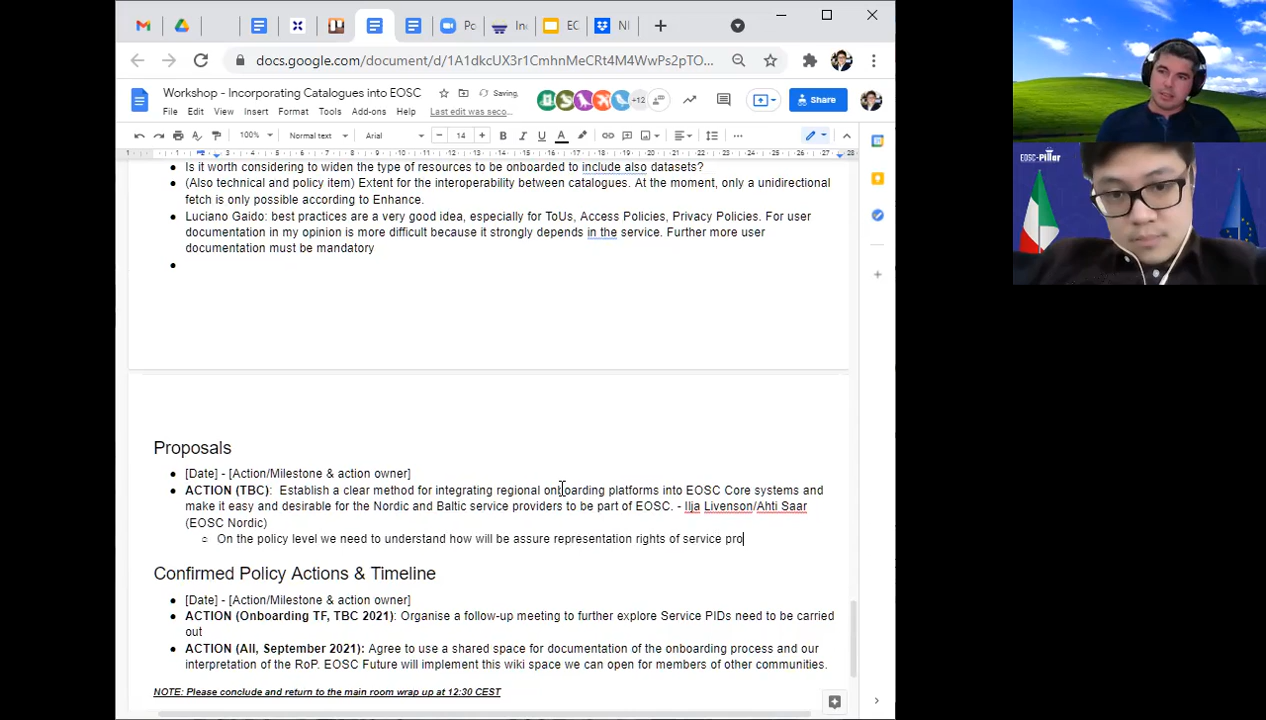 Po
Inc
EC
NI
docs.google.com/document/d/1A1dkcUX3r1CmhnMeCRt4M4WwPs2pTO...
Workshop - Incorporating Catalogues into EOSC
Saving...
File Edit View Insert Format Tools Add-ons Help Last edit was seco...
+12
Share
100% Normal text Arial 14
Is it worth considering to widen the type of resources to be onboarded to include also datasets?
(Also technical and policy item) Extent for the interoperability between catalogues. At the moment, only a unidirectional
fetch is only possible according to Enhance.
Luciano Gaido: best practices are a very good idea, especially for ToUs, Access Policies, Privacy Policies. For user
documentation in my opinion is more difficult because it strongly depends in the service. Further more user
documentation must be mandatory
Proposals
[Date] - [Action/Milestone & action owner]
ACTION (TBC): Establish a clear method for integrating regional onboarding platforms into EOSC Core systems and
make it easy and desirable for the Nordic and Baltic service providers to be part of EOSC. - Ilja Livenson/Ahti Saar
(EOSC Nordic)
On the policy level we need to understand how will be assure representation rights of service pro
Confirmed Policy Actions & Timeline
[Date] - [Action/Milestone & action owner]
ACTION (Onboarding TF, TBC 2021): Organise a follow-up meeting to further explore Service PIDs need to be carried
out
ACTION (All, September 2021): Agree to use a shared space for documentation of the onboarding process and our
interpretation of the RoP. EOSC Future will implement this wiki space we can open for members of other communities.
NOTE: Please conclude and return to the main room wrap up at 12:30 CEST
EOSC-Pillar